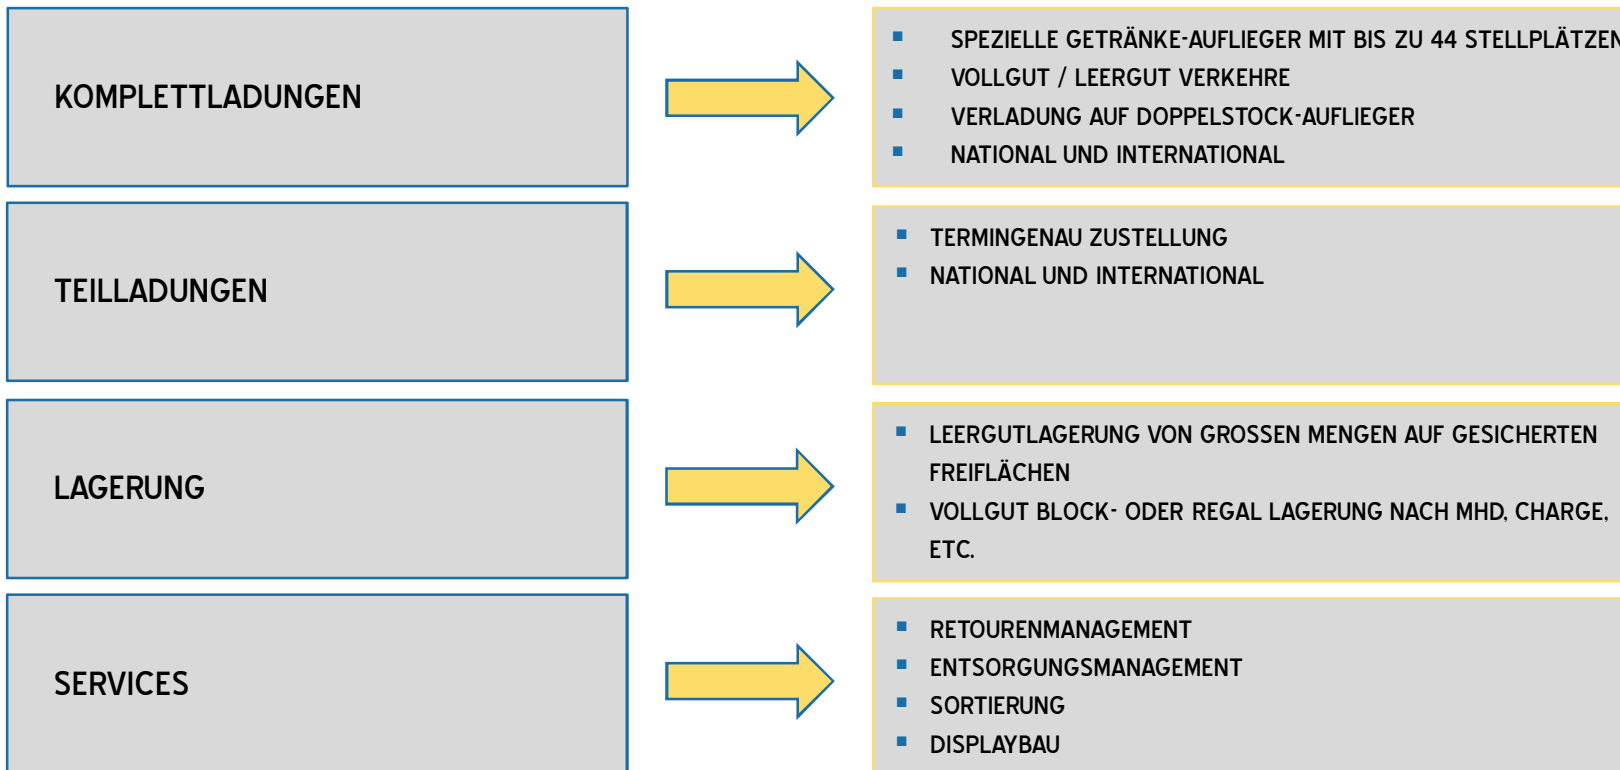 KOMPLETTLADUNGEN
▪ SPEZIELLE GETRÄNKE-AUFLIEGER MIT BIS ZU 44 STELLPLÄTZEN
▪ VOLLGUT / LEERGUT VERKEHRE
▪ VERLADUNG AUF DOPPELSTOCK-AUFLIEGER
▪ NATIONAL UND INTERNATIONAL
TEILLADUNGEN
▪ TERMINGENAU ZUSTELLUNG
▪ NATIONAL UND INTERNATIONAL
LAGERUNG
▪ LEERGUTLAGERUNG VON GROSSEN MENGEN AUF GESICHERTEN
FREIFLÄCHEN
▪ VOLLGUT BLOCK- ODER REGAL LAGERUNG NACH MHD, CHARGE,
ETC.
SERVICES
▪ RETOURENMANAGEMENT
▪ ENTSORGUNGSMANAGEMENT
▪ SORTIERUNG
▪ DISPLAYBAU